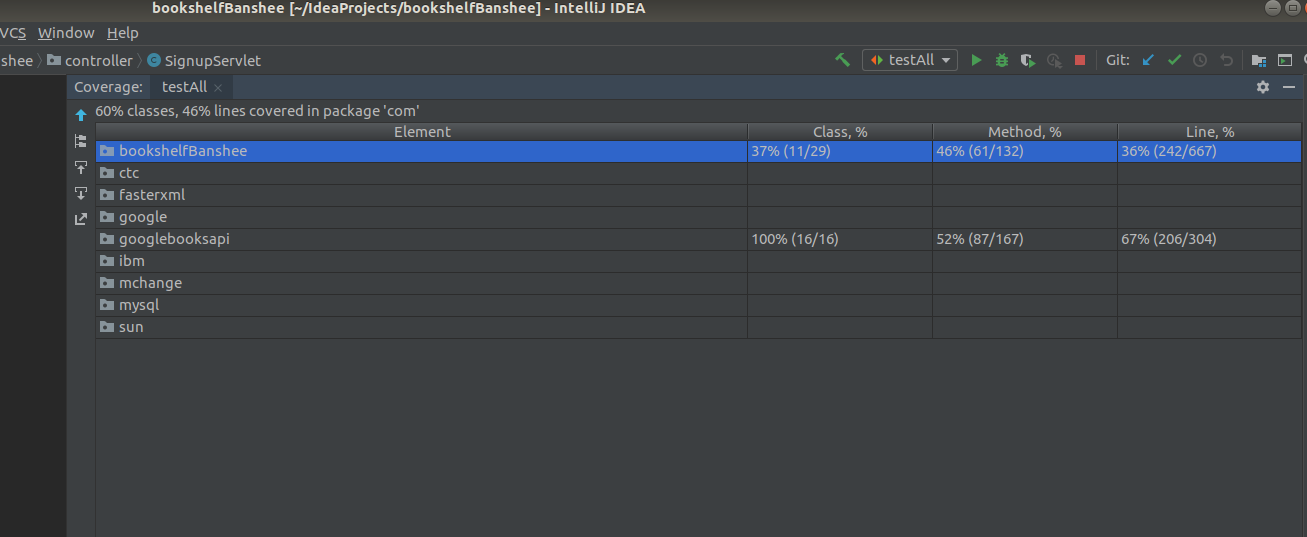 bookshelfBanshee [~/IdeaProjects/bookshelfBanshee] - IntelliJ IDEA
VCS Window Help
shee controller SignupServlet testAll Git:
Coverage: testAll
60% classes, 46% lines covered in package 'com'
Element Class, % Method, % Line, %
bookshelfBanshee 37% (11/29) 46% (61/132) 36% (242/667)
ctc
fasterxml
google
googlebooksapi 100% (16/16) 52% (87/167) 67% (206/304)
ibm
mchange
mysql
sun